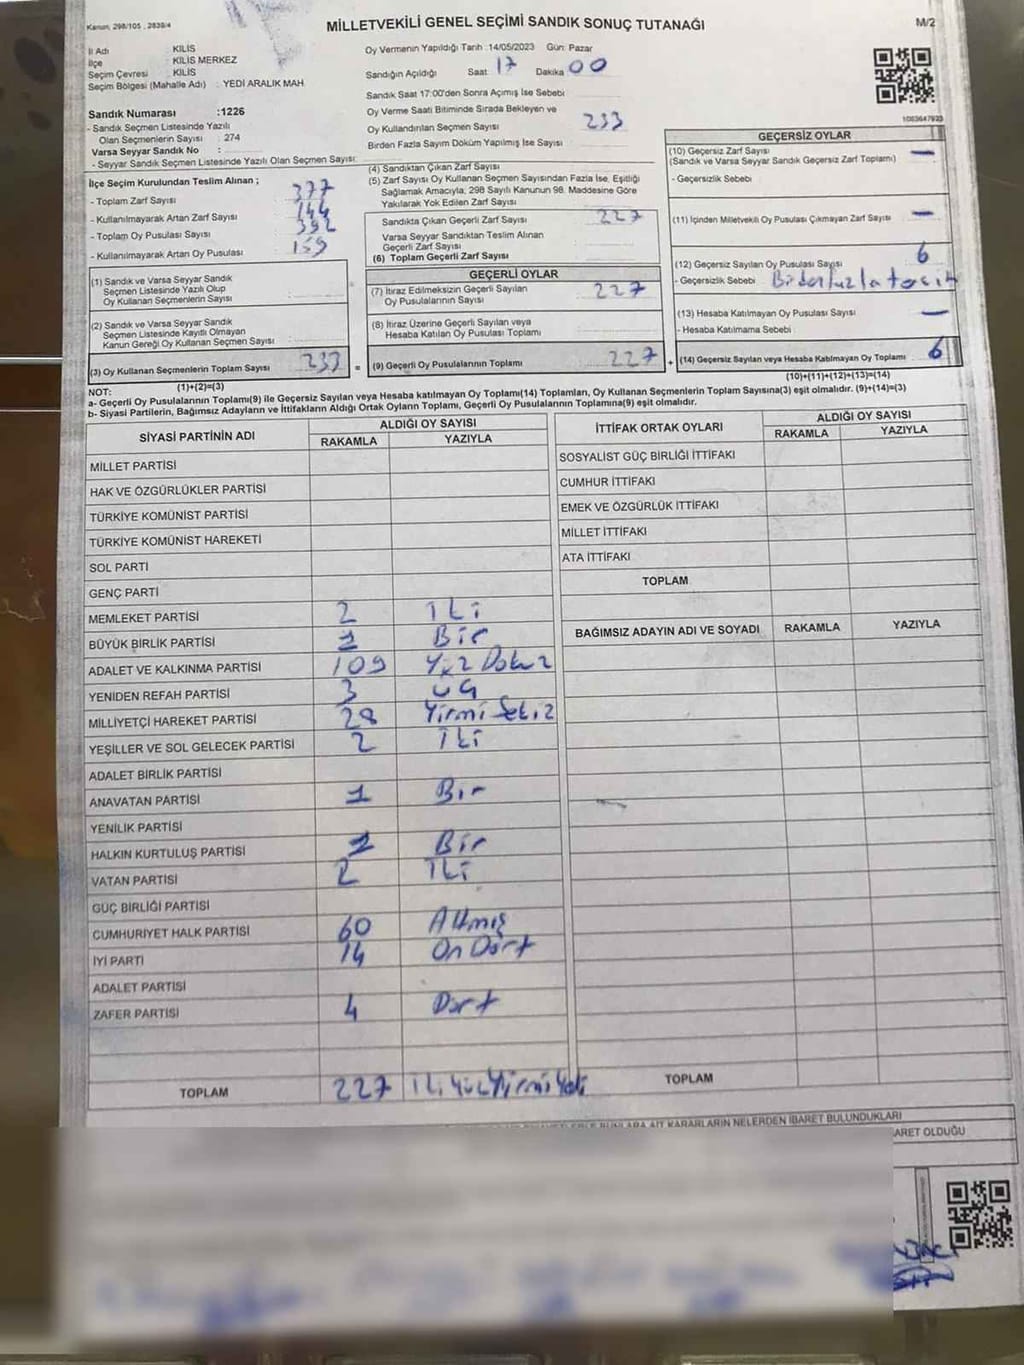 Kanun: 298/105 , 2839/4
MİLLETVEKİLİ GENEL SEÇİMİ SANDIK SONUÇ TUTANAĞI
M/2
İl Adı KİLİS
İlçe KİLİS MERKEZ
Seçim Çevresi : KİLİS
Seçim Bölgesi (Mahalle Adı) : YEDİ ARALIK MAH
Sandık Numarası :1226
- Sandık Seçmen Listesinde Yazılı
Olan Seçmenlerin Sayısı : 274
Varsa Seyyar Sandık No :
- Seyyar Sandık Seçmen Listesinde Yazılı Olan Seçmen Sayısı:
İlçe Seçim Kurulundan Teslim Alınan ;
- Toplam Zarf Sayısı 377
- Kullanılmayarak Artan Zarf Sayısı 144
- Toplam Oy Pusulası Sayısı 392
- Kullanılmayarak Artan Oy Pusulası 159
(1) Sandık ve Varsa Seyyar Sandık
Seçmen Listesinde Yazılı Olup
Oy Kullanan Seçmenlerin Sayısı
(2) Sandık ve Varsa Seyyar Sandık
Seçmen Listesinde Kayıtlı Olmayan
Kanun Gereği Oy Kullanan Seçmen Sayısı
(3) Oy Kullanan Seçmenlerin Toplam Sayısı 233
(1)+(2)=(3)
Oy Vermenin Yapıldığı Tarih :14/05/2023 Gün: Pazar
Sandığın Açıldığı Saat 17 Dakika 00
Sandık Saat 17:00'den Sonra Açımış İse Sebebi
Oy Verme Saati Bitiminde Sırada Bekleyen ve
Oy Kullandırılan Seçmen Sayısı 233
Birden Fazla Sayım Döküm Yapılmış İse Sayısı
(4) Sandıktan Çıkan Zarf Sayısı
(5) Zarf Sayısı Oy Kullanan Seçmen Sayısından Fazla İse, Eşitliği
Sağlamak Amacıyla, 298 Sayılı Kanunun 98. Maddesine Göre
Yakılarak Yok Edilen Zarf Sayısı
Sandıkta Çıkan Geçerli Zarf Sayısı 227
Varsa Seyyar Sandıktan Teslim Alınan
Geçerli Zarf Sayısı
(6) Toplam Geçerli Zarf Sayısı
GEÇERLİ OYLAR
(7) İtiraz Edilmeksizin Geçerli Sayılan
Oy Pusulalarının Sayısı 227
(8) İtiraz Üzerine Geçerli Sayılan veya
Hesaba Katılan Oy Pusulası Toplamı
(9) Geçerli Oy Pusulalarının Toplamı 227
1083647823
GEÇERSİZ OYLAR
(10) Geçersiz Zarf Sayısı —
(Sandık ve Varsa Seyyar Sandık Geçersiz Zarf Toplamı)
- Geçersizlik Sebebi
(11) İçinden Milletvekili Oy Pusulası Çıkmayan Zarf Sayısı —
(12) Geçersiz Sayılan Oy Pusulası Sayısı 6
- Geçersizlik Sebebi
(13) Hesaba Katılmayan Oy Pusulası Sayısı —
- Hesaba Katılmama Sebebi
+ (14) Geçersiz Sayılan veya Hesaba Katılmayan Oy Toplamı 6
(10)+(11)+(12)+(13)=(14)
NOT:
a- Geçerli Oy Pusulalarının Toplamı(9) ile Geçersiz Sayılan veya Hesaba katılmayan Oy Toplamı(14) Toplamları, Oy Kullanan Seçmenlerin Toplam Sayısına(3) eşit olmalıdır. (9)+(14)=(3)
b- Siyasi Partilerin, Bağımsız Adayların ve İttifakların Aldığı Ortak Oyların Toplamı, Geçerli Oy Pusulalarının Toplamına(9) eşit olmalıdır.
SİYASİ PARTİNİN ADI ALDIĞI OY SAYISI
RAKAMLA YAZIYLA
MİLLET PARTİSİ
HAK VE ÖZGÜRLÜKLER PARTİSİ
TÜRKİYE KOMÜNİST PARTİSİ
TÜRKİYE KOMÜNİST HAREKETİ
SOL PARTİ
GENÇ PARTİ
MEMLEKET PARTİSİ 2 İki
BÜYÜK BİRLİK PARTİSİ 1 Bir
ADALET VE KALKINMA PARTİSİ 109 Yüz Dokuz
YENİDEN REFAH PARTİSİ 3 üç
MİLLİYETÇİ HAREKET PARTİSİ 28 Yirmi Sekiz
YEŞİLLER VE SOL GELECEK PARTİSİ 2 İki
ADALET BİRLİK PARTİSİ
ANAVATAN PARTİSİ 1 Bir
YENİLİK PARTİSİ
HALKIN KURTULUŞ PARTİSİ 1 Bir
VATAN PARTİSİ 2 İki
GÜÇ BİRLİĞİ PARTİSİ
CUMHURİYET HALK PARTİSİ 60 Altmış
İYİ PARTİ 14 On Dört
ADALET PARTİSİ
ZAFER PARTİSİ 4 Dört
TOPLAM 227 İki Yüz Yirmi Yedi
İTTİFAK ORTAK OYLARI ALDIĞI OY SAYISI
RAKAMLA YAZIYLA
SOSYALİST GÜÇ BİRLİĞİ İTTİFAKI
CUMHUR İTTİFAKI
EMEK VE ÖZGÜRLÜK İTTİFAKI
MİLLET İTTİFAKI
ATA İTTİFAKI
TOPLAM
BAĞIMSIZ ADAYIN ADI VE SOYADI RAKAMLA YAZIYLA
TOPLAM
KARARLARIN NELERDEN İBARET BULUNDUKLARI
ARET OLDUĞU